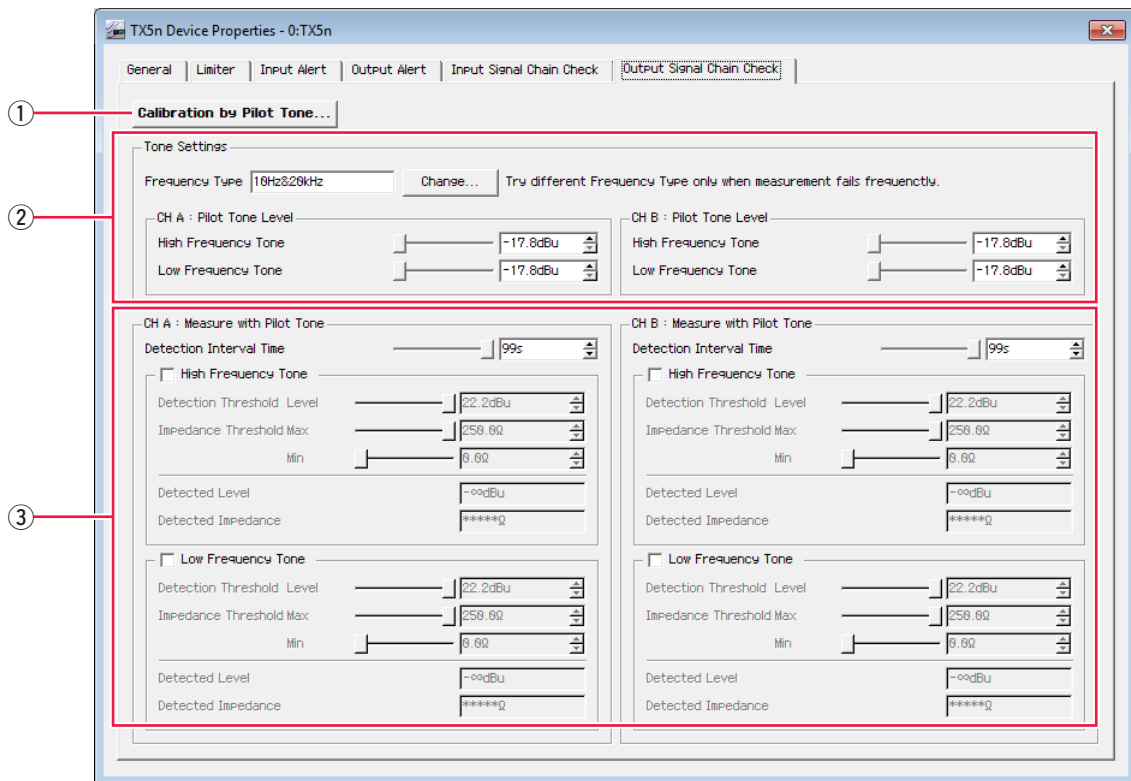 TX5n Device Properties - 0:TX5n
General Limiter Input Alert Output Alert Input Signal Chain Check Output Signal Chain Check
① Calibration by Pilot Tone...
② Tone Settings
Frequency Type 10Hz&20kHz Change... Try different Frequency Type only when measurement fails frequenctly.
CH A : Pilot Tone Level CH B : Pilot Tone Level
High Frequency Tone -17.8dBu High Frequency Tone -17.8dBu
Low Frequency Tone -17.8dBu Low Frequency Tone -17.8dBu
③ CH A : Measure with Pilot Tone CH B : Measure with Pilot Tone
Detection Interval Time 99s Detection Interval Time 99s
High Frequency Tone High Frequency Tone
Detection Threshold Level 22.2dBu Detection Threshold Level 22.2dBu
Impedance Threshold Max 250.0Ω Impedance Threshold Max 250.0Ω
Min 0.0Ω Min 0.0Ω
Detected Level -∞dBu Detected Level -∞dBu
Detected Impedance *****Ω Detected Impedance *****Ω
Low Frequency Tone Low Frequency Tone
Detection Threshold Level 22.2dBu Detection Threshold Level 22.2dBu
Impedance Threshold Max 250.0Ω Impedance Threshold Max 250.0Ω
Min 0.0Ω Min 0.0Ω
Detected Level -∞dBu Detected Level -∞dBu
Detected Impedance *****Ω Detected Impedance *****Ω